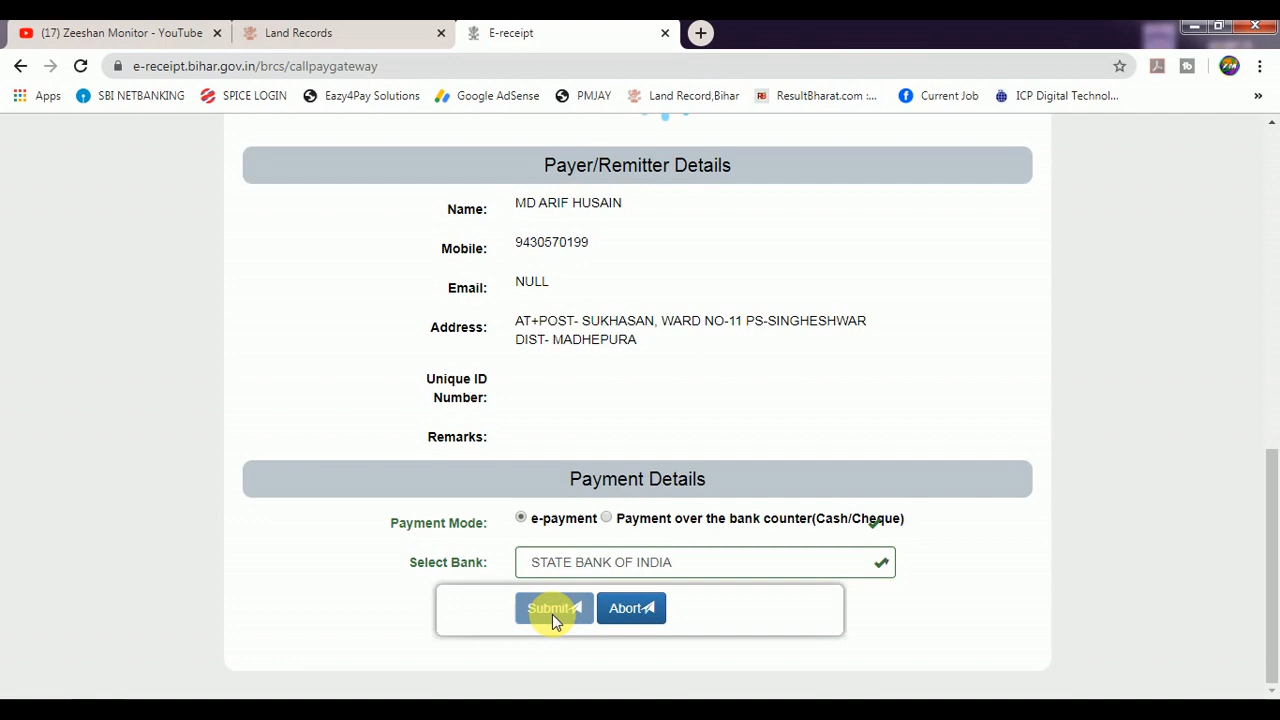 (17) Zeeshan Monitor - YouTube
Land Records
E-receipt
e-receipt.bihar.gov.in/brcs/callpaygateway
Apps
SBI NETBANKING
SPICE LOGIN
Eazy4Pay Solutions
Google AdSense
PMJAY
Land Record,Bihar
RB
ResultBharat.com :...
Current Job
ICP Digital Technol...
Payer/Remitter Details
Name: MD ARIF HUSAIN
Mobile: 9430570199
Email: NULL
Address: AT+POST- SUKHASAN, WARD NO-11 PS-SINGHESHWAR
DIST- MADHEPURA
Unique ID
Number:
Remarks:
Payment Details
Payment Mode: e-payment Payment over the bank counter(Cash/Cheque)
Select Bank: STATE BANK OF INDIA
Submit Abort